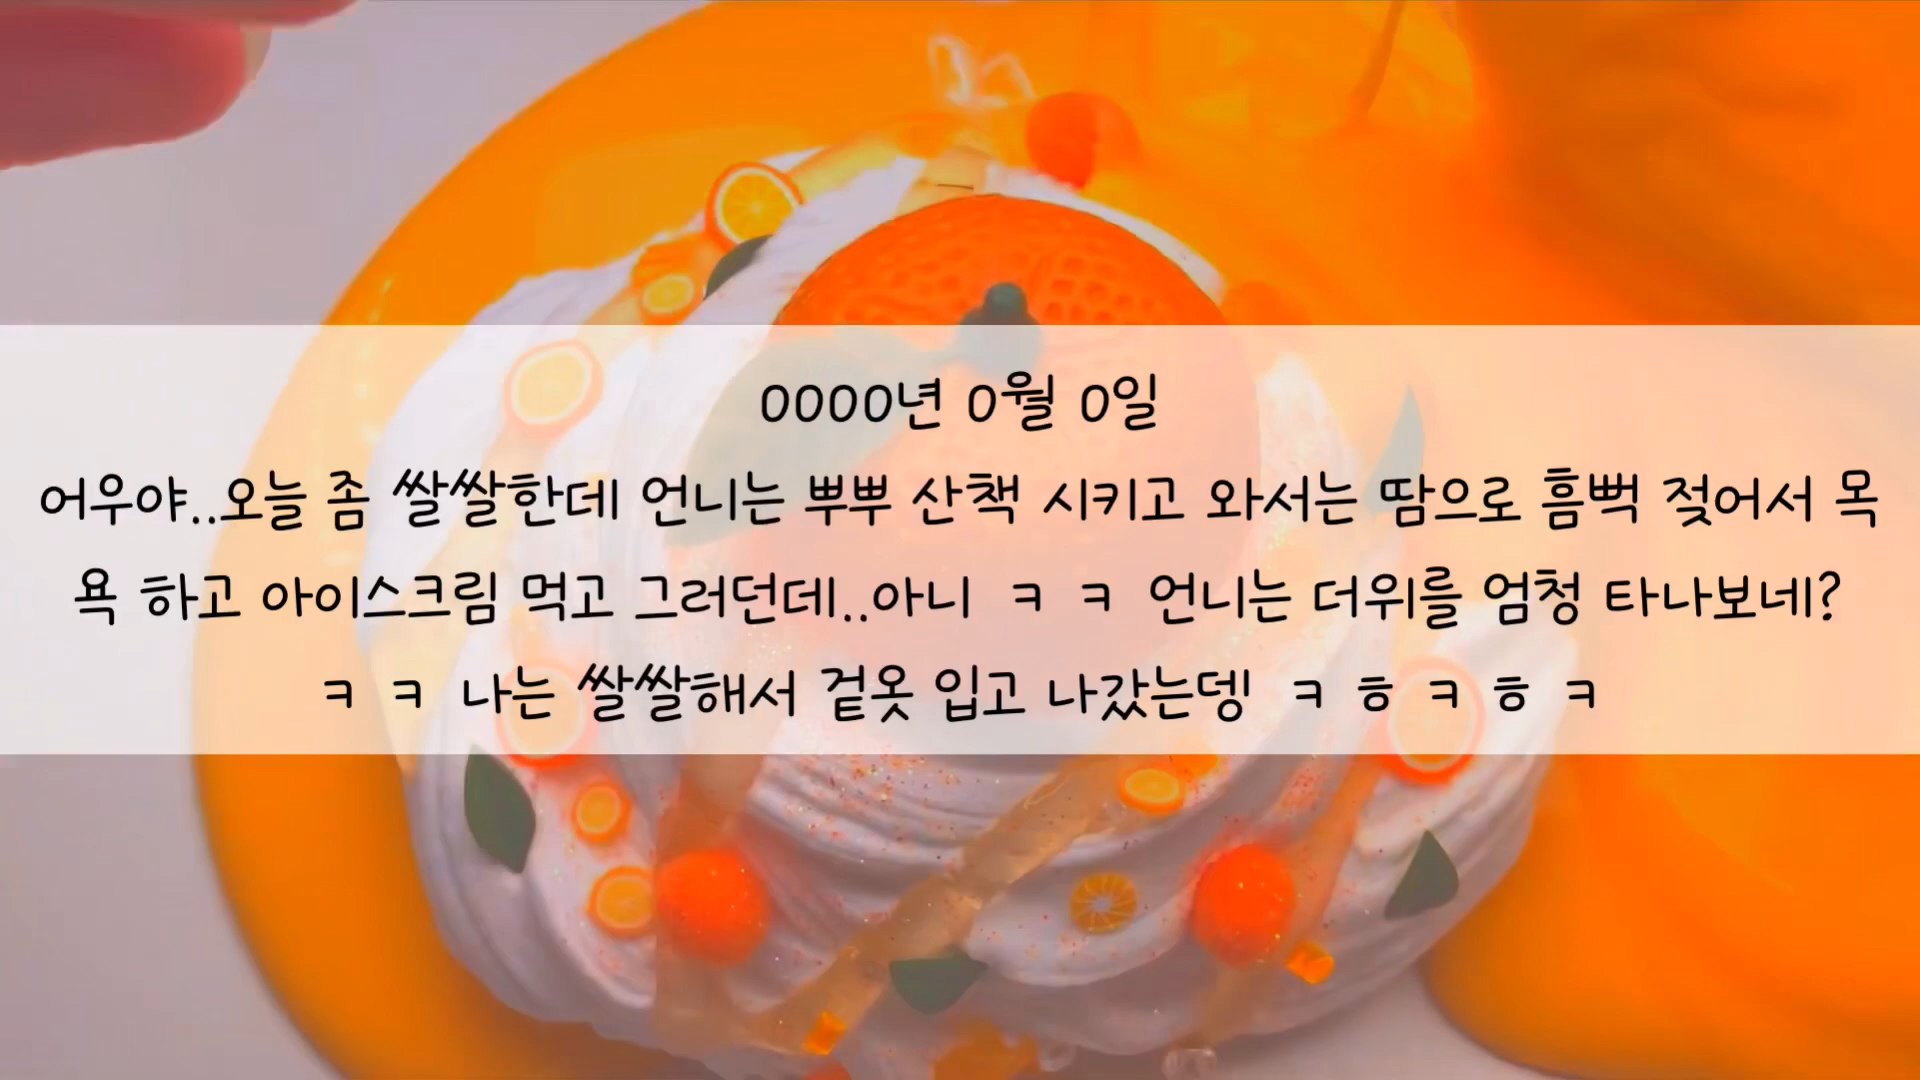 0000년 0월 0일
어우야..오늘 좀 쌀쌀한데 언니는 뿌뿌 산책 시키고 와서는 땀으로 흠뻑 젖어서 목
욕 하고 아이스크림 먹고 그러던데..아니 ㅋㅋ 언니는 더위를 엄청 타나보네?
ㅋㅋ 나는 쌀쌀해서 겉옷 입고 나갔는뎅! ㅋㅎㅋㅎㅋ